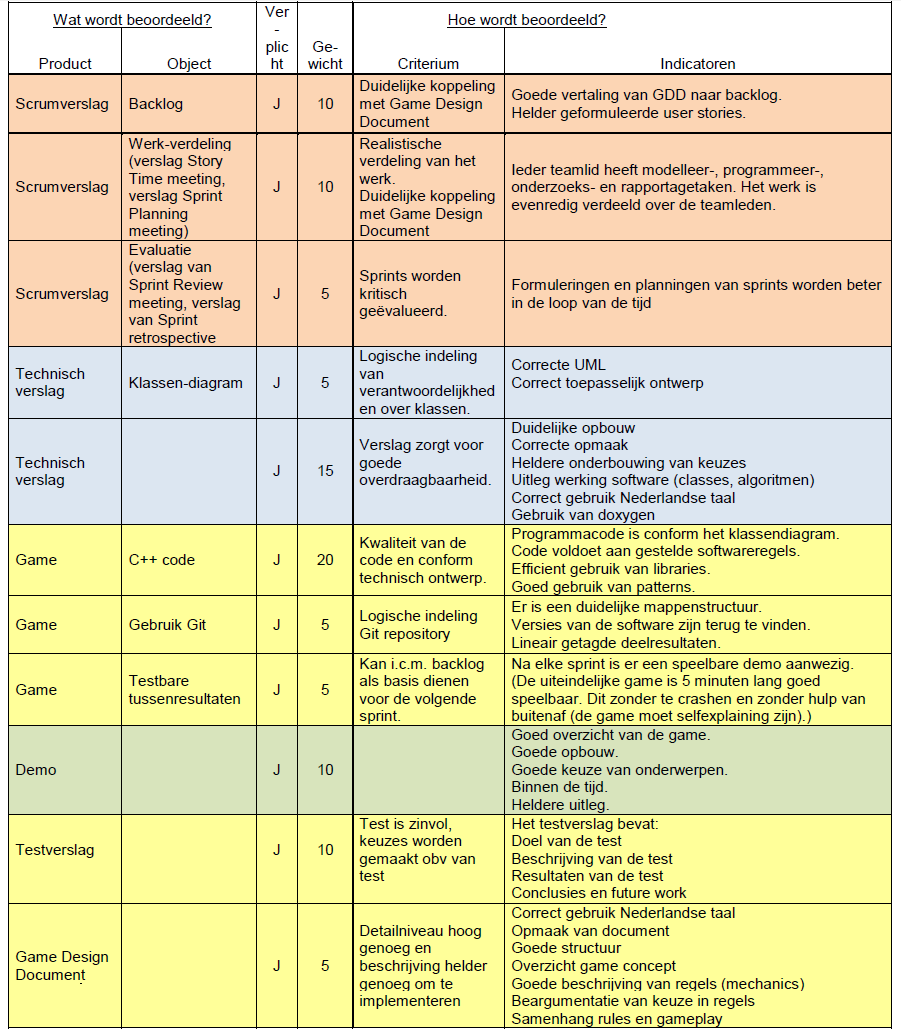 Wat wordt beoordeeld?
Ver
-
plic
ht
Ge-
wicht
Hoe wordt beoordeeld?
Product
Object
Criterium
Indicatoren
Scrumverslag
Backlog
J
10
Duidelijke koppeling
met Game Design
Document
Goede vertaling van GDD naar backlog.
Helder geformuleerde user stories.
Scrumverslag
Werk-verdeling
(verslag Story
Time meeting,
verslag Sprint
Planning
meeting)
J
10
Realistische
verdeling van het
werk.
Duidelijke koppeling
met Game Design
Document
Ieder teamlid heeft modelleer-, programmeer-,
onderzoeks- en rapportagetaken. Het werk is
evenredig verdeeld over de teamleden.
Scrumverslag
Evaluatie
(verslag van
Sprint Review
meeting, verslag
van Sprint
retrospective
J
5
Sprints worden
kritisch
geëvalueerd.
Formuleringen en planningen van sprints worden beter
in de loop van de tijd
Technisch
verslag
Klassen-diagram
J
5
Logische indeling
van
verantwoordelijkhed
en over klassen.
Correcte UML
Correct toepasselijk ontwerp
Technisch
verslag
J
15
Verslag zorgt voor
goede
overdraagbaarheid.
Duidelijke opbouw
Correcte opmaak
Heldere onderbouwing van keuzes
Uitleg werking software (classes, algoritmen)
Correct gebruik Nederlandse taal
Gebruik van doxygen
Game
C++ code
J
20
Kwaliteit van de
code en conform
technisch ontwerp.
Programmacode is conform het klassendiagram.
Code voldoet aan gestelde softwareregels.
Efficient gebruik van libraries.
Goed gebruik van patterns.
Game
Gebruik Git
J
5
Logische indeling
Git repository
Er is een duidelijke mappenstructuur.
Versies van de software zijn terug te vinden.
Lineair getagde deelresultaten.
Game
Testbare
tussenresultaten
J
5
Kan i.c.m. backlog
als basis dienen
voor de volgende
sprint.
Na elke sprint is er een speelbare demo aanwezig.
(De uiteindelijke game is 5 minuten lang goed
speelbaar. Dit zonder te crashen en zonder hulp van
buitenaf (de game moet selfexplaining zijn).)
Demo
J
10
Goed overzicht van de game.
Goede opbouw.
Goede keuze van onderwerpen.
Binnen de tijd.
Heldere uitleg.
Testverslag
J
10
Test is zinvol,
keuzes worden
gemaakt obv van
test
Het testverslag bevat:
Doel van de test
Beschrijving van de test
Resultaten van de test
Conclusies en future work
Game Design
Document
J
5
Detailniveau hoog
genoeg en
beschrijving helder
genoeg om te
implementeren
Correct gebruik Nederlandse taal
Opmaak van document
Goede structuur
Overzicht game concept
Goede beschrijving van regels (mechanics)
Beargumentatie van keuze in regels
Samenhang rules en gameplay